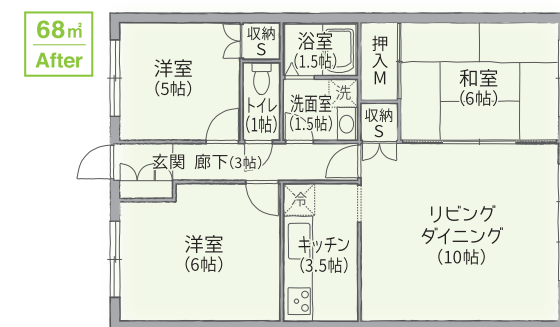 68㎡
After
洋室
(5帖)
収納
S
浴室
(1.5帖)
押
入
M
和室
(6帖)
トイレ
(1帖)
洗面室
(1.5帖)
洗
収納
S
玄関 廊下(3帖)
洋室
(6帖)
冷
キッチン
(3.5帖)
リビング
ダイニング
(10帖)